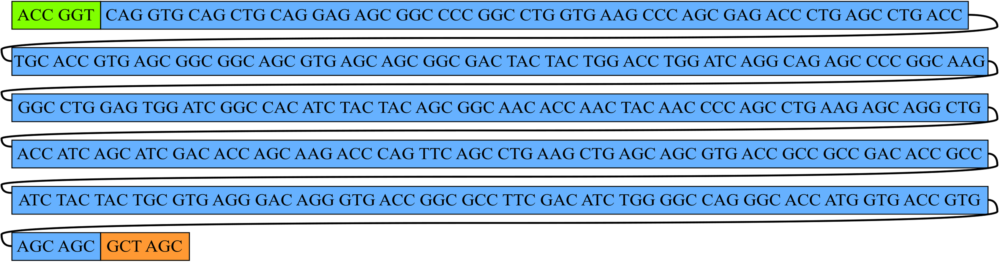 ACC GGT CAG GTG CAG CTG CAG GAG AGC GGC CCC GGC CTG GTG AAG CCC AGC GAG ACC CTG AGC CTG ACC
TGC ACC GTG AGC GGC GGC AGC GTG AGC AGC GGC GAC TAC TAC TGG ACC TGG ATC AGG CAG AGC CCC GGC AAG
GGC CTG GAG TGG ATC GGC CAC ATC TAC TAC AGC GGC AAC ACC AAC TAC AAC CCC AGC CTG AAG AGC AGG CTG
ACC ATC AGC ATC GAC ACC AGC AAG ACC CAG TTC AGC CTG AAG CTG AGC AGC GTG ACC GCC GCC GAC ACC GCC
ATC TAC TAC TGC GTG AGG GAC AGG GTG ACC GGC GCC TTC GAC ATC TGG GGC CAG GGC ACC ATG GTG ACC GTG
AGC AGC GCT AGC